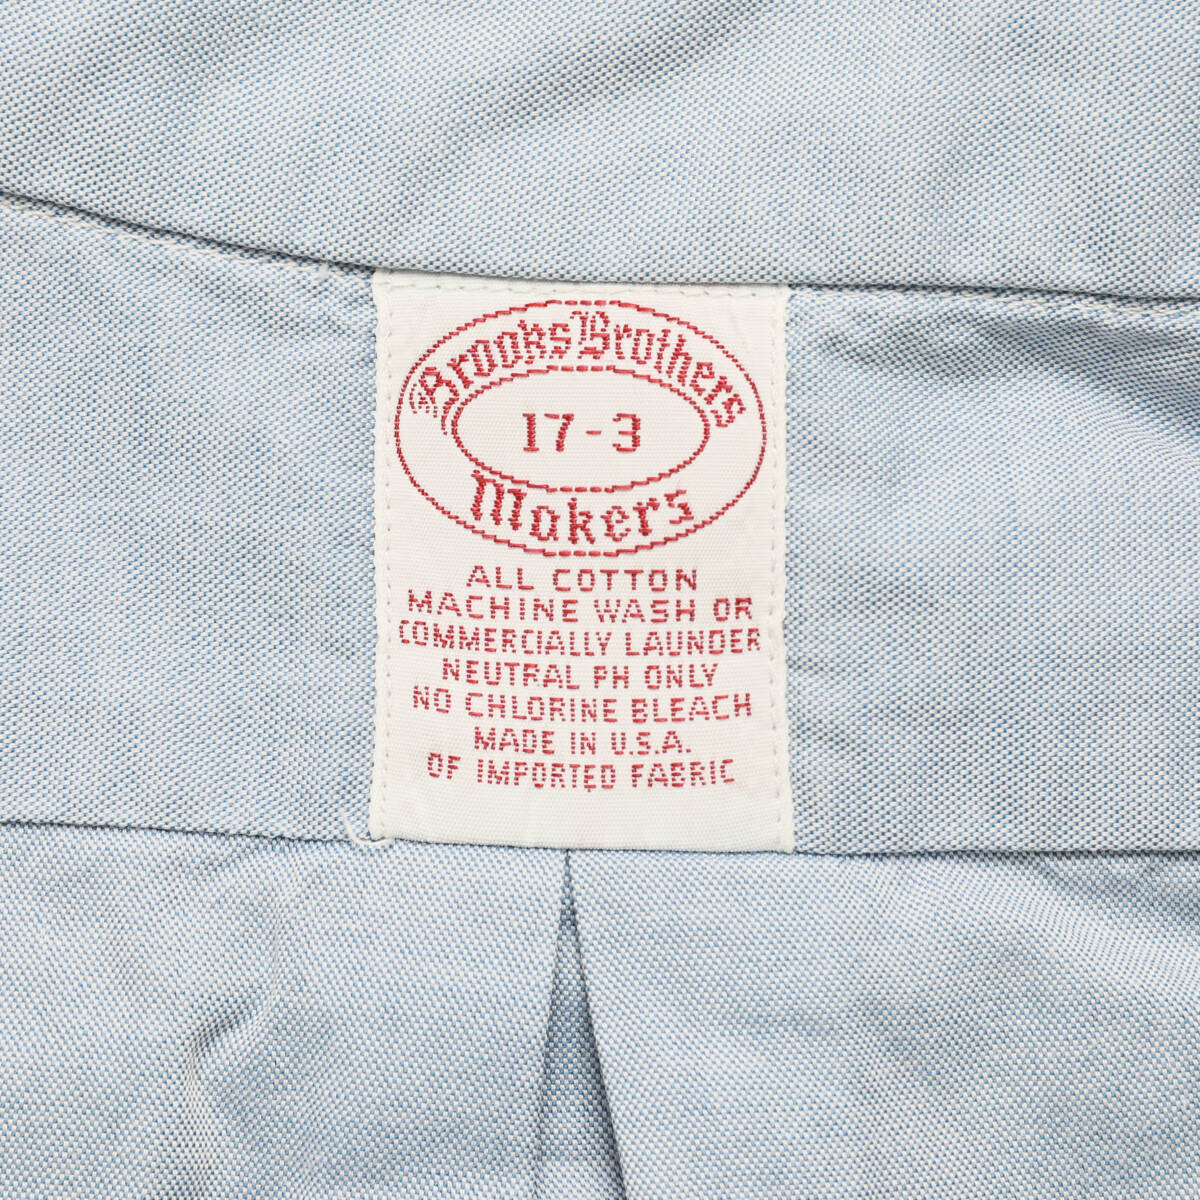 Brooks Brothers
17-3
Makers
ALL COTTON
MACHINE WASH OR
COMMERCIALLY LAUNDER
NEUTRAL PH ONLY
NO CHLORINE BLEACH
MADE IN U.S.A.
OF IMPORTED FABRIC